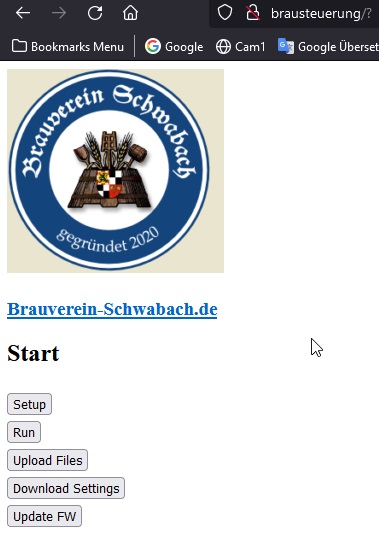 brausteuerung/?
Bookmarks Menu
Google
Cam1
Google Überset
Brauverein Schwabach
gegründet 2020
Brauverein-Schwabach.de
Start
Setup
Run
Upload Files
Download Settings
Update FW